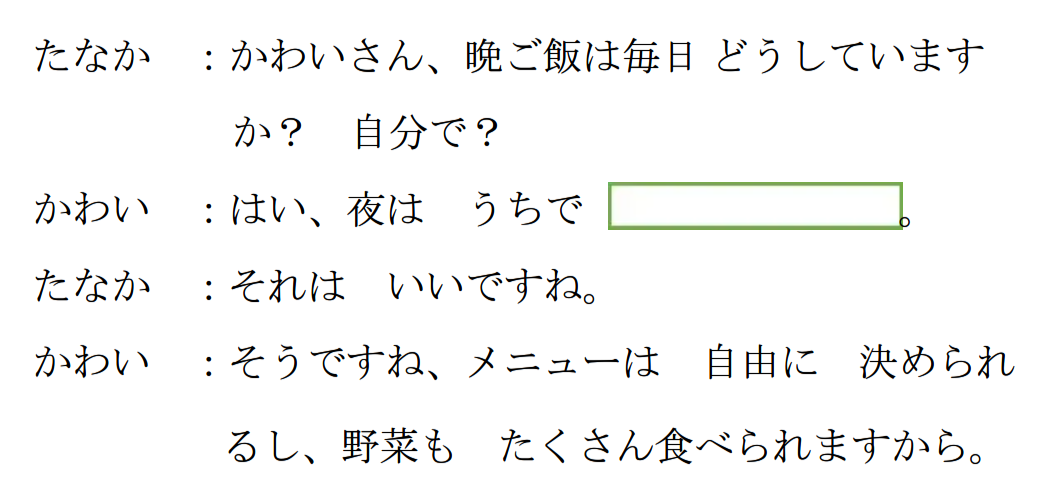 たなか　：かわいさん、晩ご飯は毎日 どうしています
か？　自分で？
かわい　：はい、夜は　うちで　　　　　　　　。
たなか　：それは　いいですね。
かわい　：そうですね、メニューは　自由に　決められ
るし、野菜も　たくさん食べられますから。